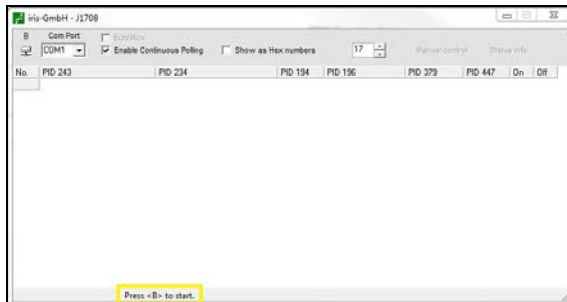 iris-GmbH - J1708
B Com Port EchoRcv
COM1 Enable Continuous Polling Show as Hex numbers 17 Manual control Status info
No. PID 243 PID 234 PID 194 PID 196 PID 379 PID 447 On Off
Press <B> to start.